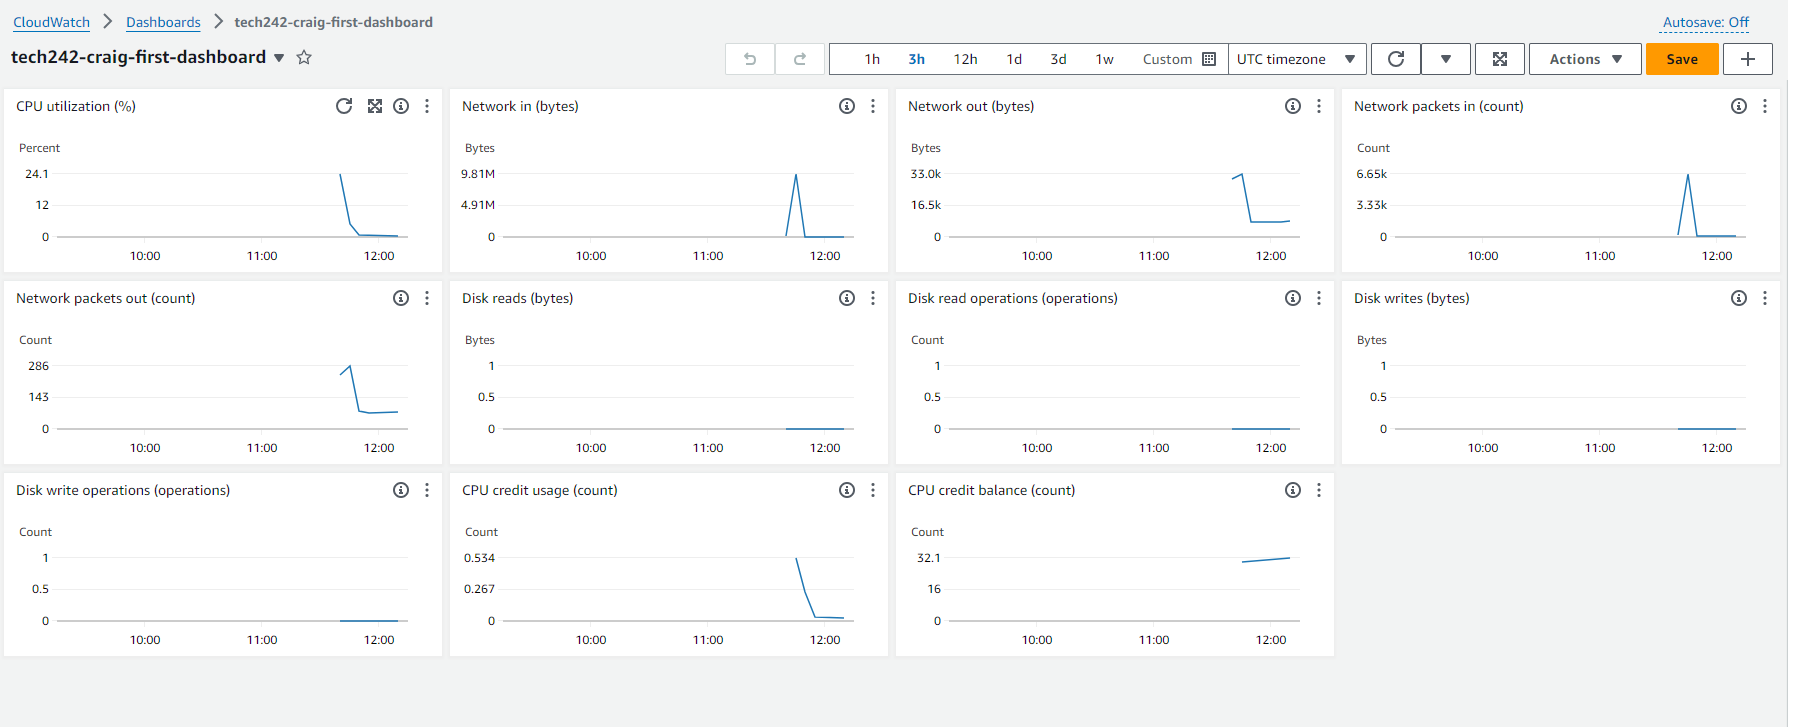 CloudWatch > Dashboards > tech242-craig-first-dashboard
Autosave: Off
tech242-craig-first-dashboard
1h 3h 12h 1d 3d 1w Custom UTC timezone Actions Save
CPU utilization (%)
Percent
24.1
12
0
10:00 11:00 12:00
Network in (bytes)
Bytes
9.81M
4.91M
0
10:00 11:00 12:00
Network out (bytes)
Bytes
33.0k
16.5k
0
10:00 11:00 12:00
Network packets in (count)
Count
6.65k
3.33k
0
10:00 11:00 12:00
Network packets out (count)
Count
286
143
0
10:00 11:00 12:00
Disk reads (bytes)
Bytes
1
0.5
0
10:00 11:00 12:00
Disk read operations (operations)
Count
1
0.5
0
10:00 11:00 12:00
Disk writes (bytes)
Bytes
1
0.5
0
10:00 11:00 12:00
Disk write operations (operations)
Count
1
0.5
0
10:00 11:00 12:00
CPU credit usage (count)
Count
0.534
0.267
0
10:00 11:00 12:00
CPU credit balance (count)
Count
32.1
16
0
10:00 11:00 12:00